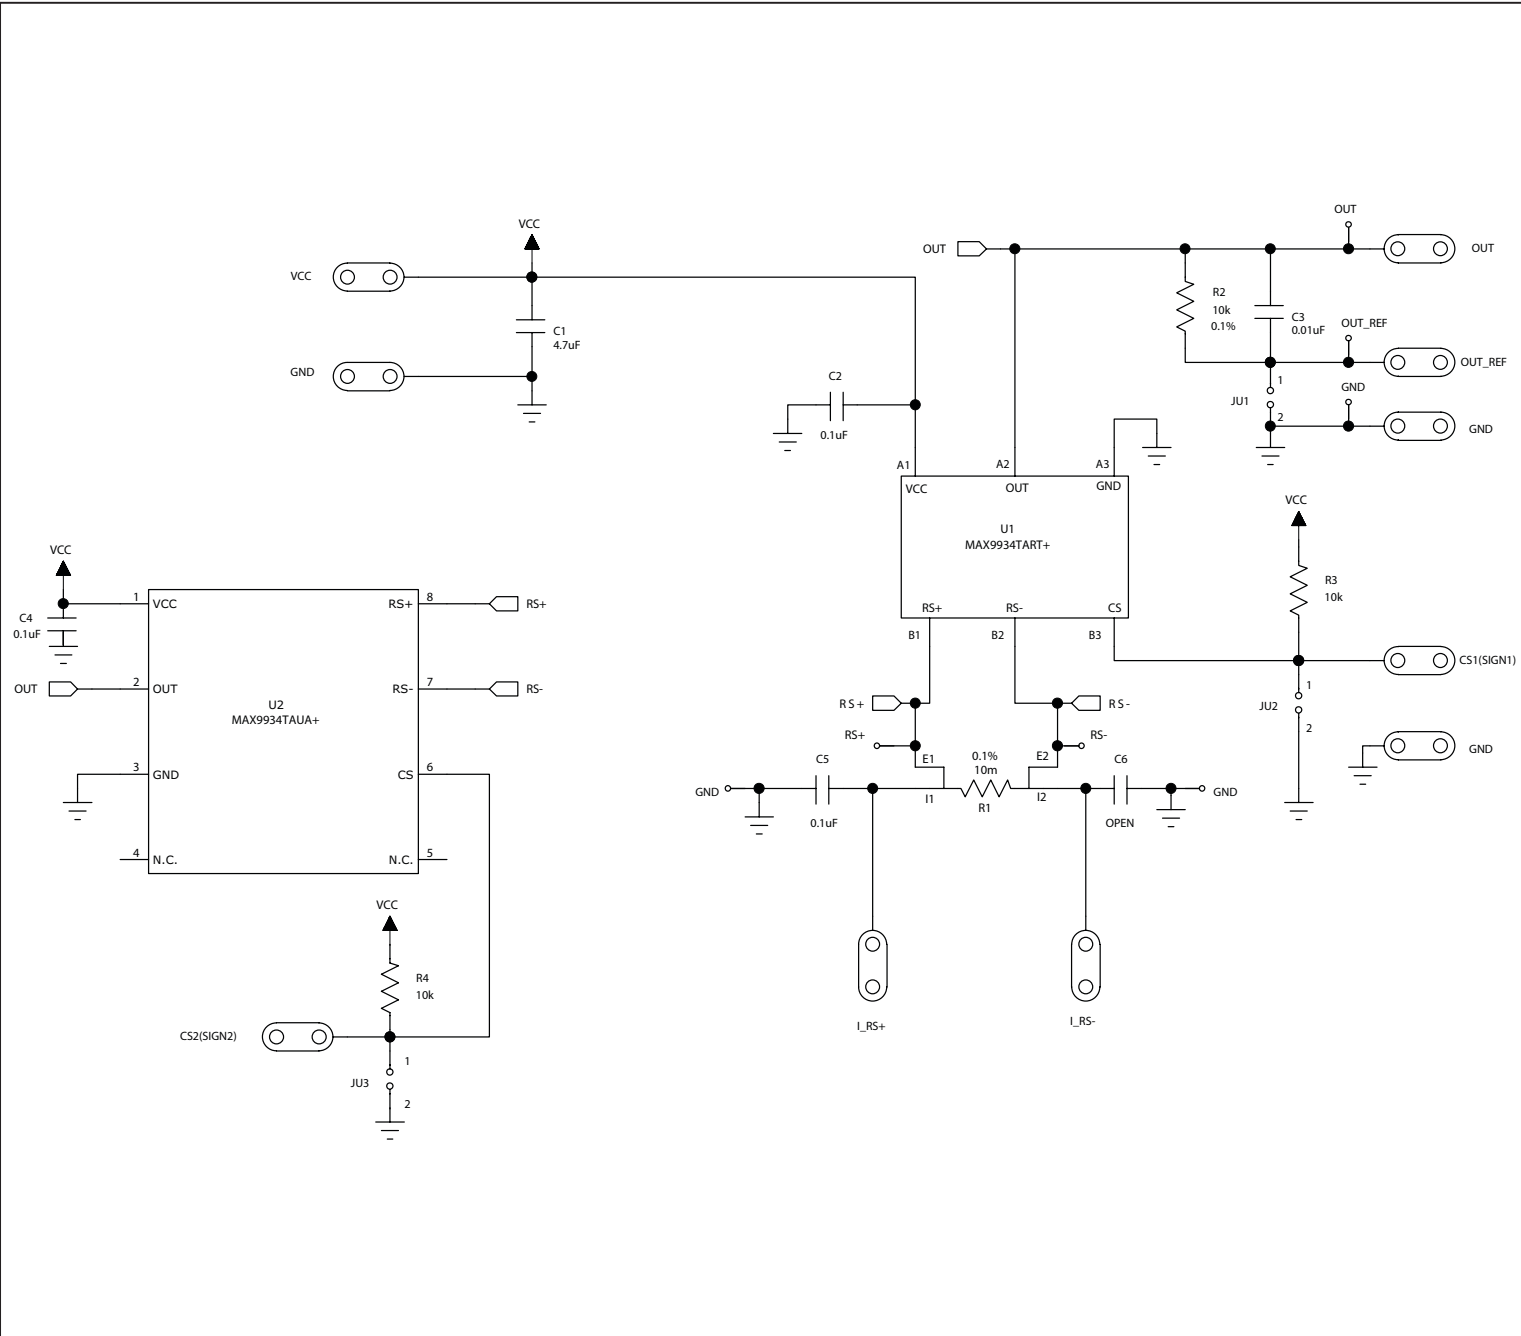 OUT
VCC
OUT
OUT
VCC
R2
10k
0.1%
C3
0.01uF
OUT_REF
C1
4.7uF
OUT_REF
GND
C2
1
GND
JU1
2
0.1uF
GND
A1
A2
A3
VCC
OUT
GND
VCC
U1
MAX9934TART+
VCC
R3
10k
1
VCC
RS+
8
RS+
C4
0.1uF
RS+
RS-
CS
B1
B2
B3
CS1(SIGN1)
OUT
2
OUT
RS-
7
RS-
U2
MAX9934TAUA+
1
JU2
2
RS+
RS-
RS+
RS-
GND
3
GND
CS
6
C5
E1
0.1%
10m
E2
C6
GND
I1
R1
I2
GND
0.1uF
OPEN
4
N.C.
N.C.
5
VCC
R4
10k
I_RS+
I_RS-
CS2(SIGN2)
1
JU3
2